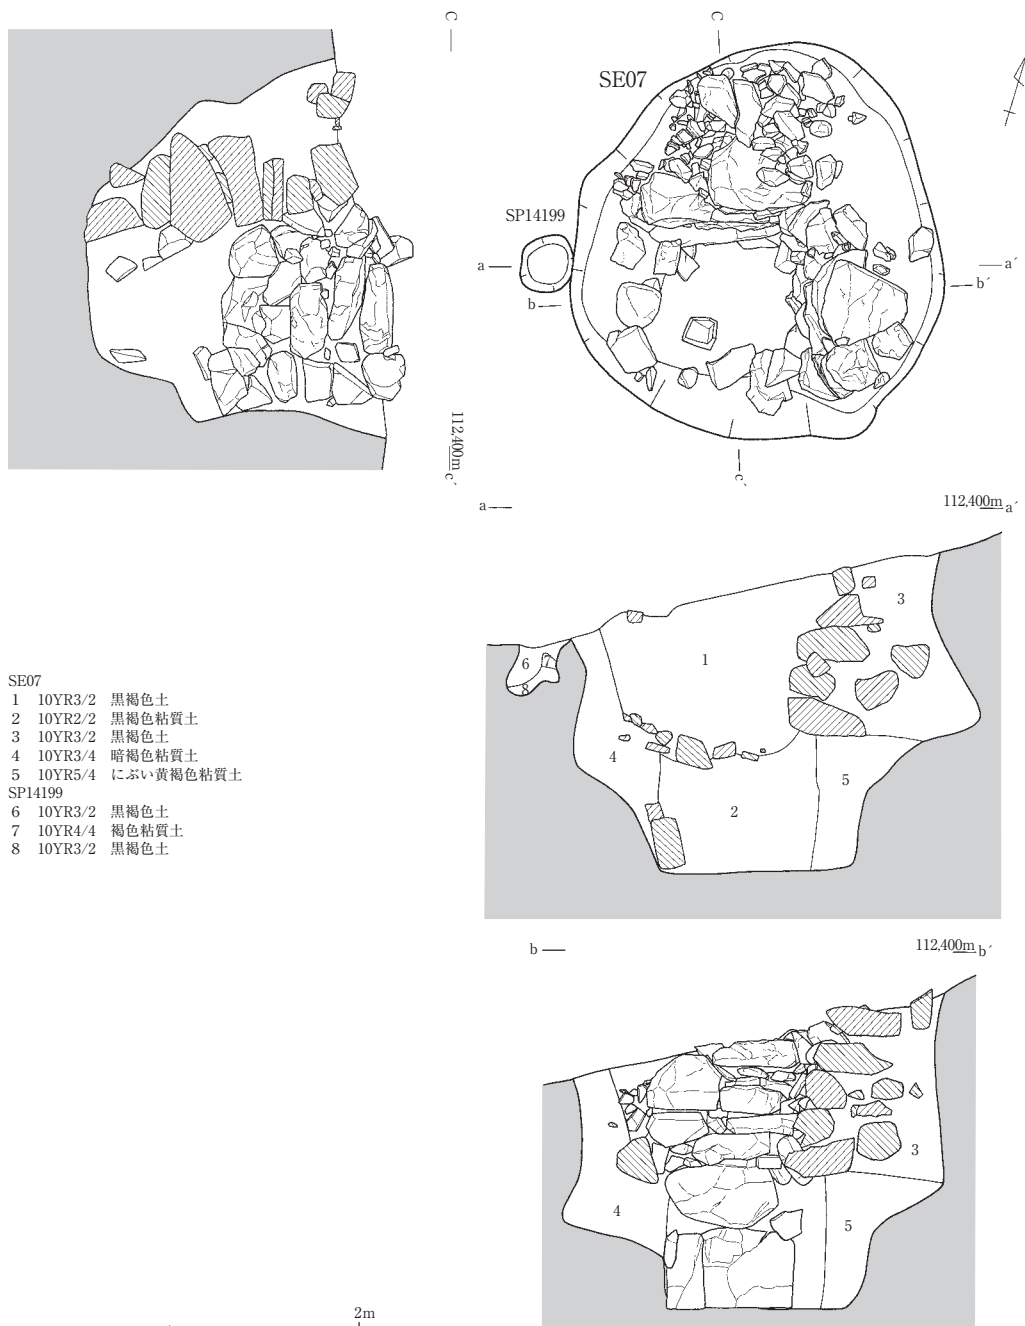 C
C
SE07
SP14199
a
a´
b
b´
112,400m
c´
c´
a
112,400m a´
3
1
6
7
8
4
5
2
SE07
1 10YR3/2 黒褐色土
2 10YR2/2 黒褐色粘質土
3 10YR3/2 黒褐色土
4 10YR3/4 暗褐色粘質土
5 10YR5/4 にぶい黄褐色粘質土
SP14199
6 10YR3/2 黒褐色土
7 10YR4/4 褐色粘質土
8 10YR3/2 黒褐色土
b
112,400m b´
3
4
5
2m